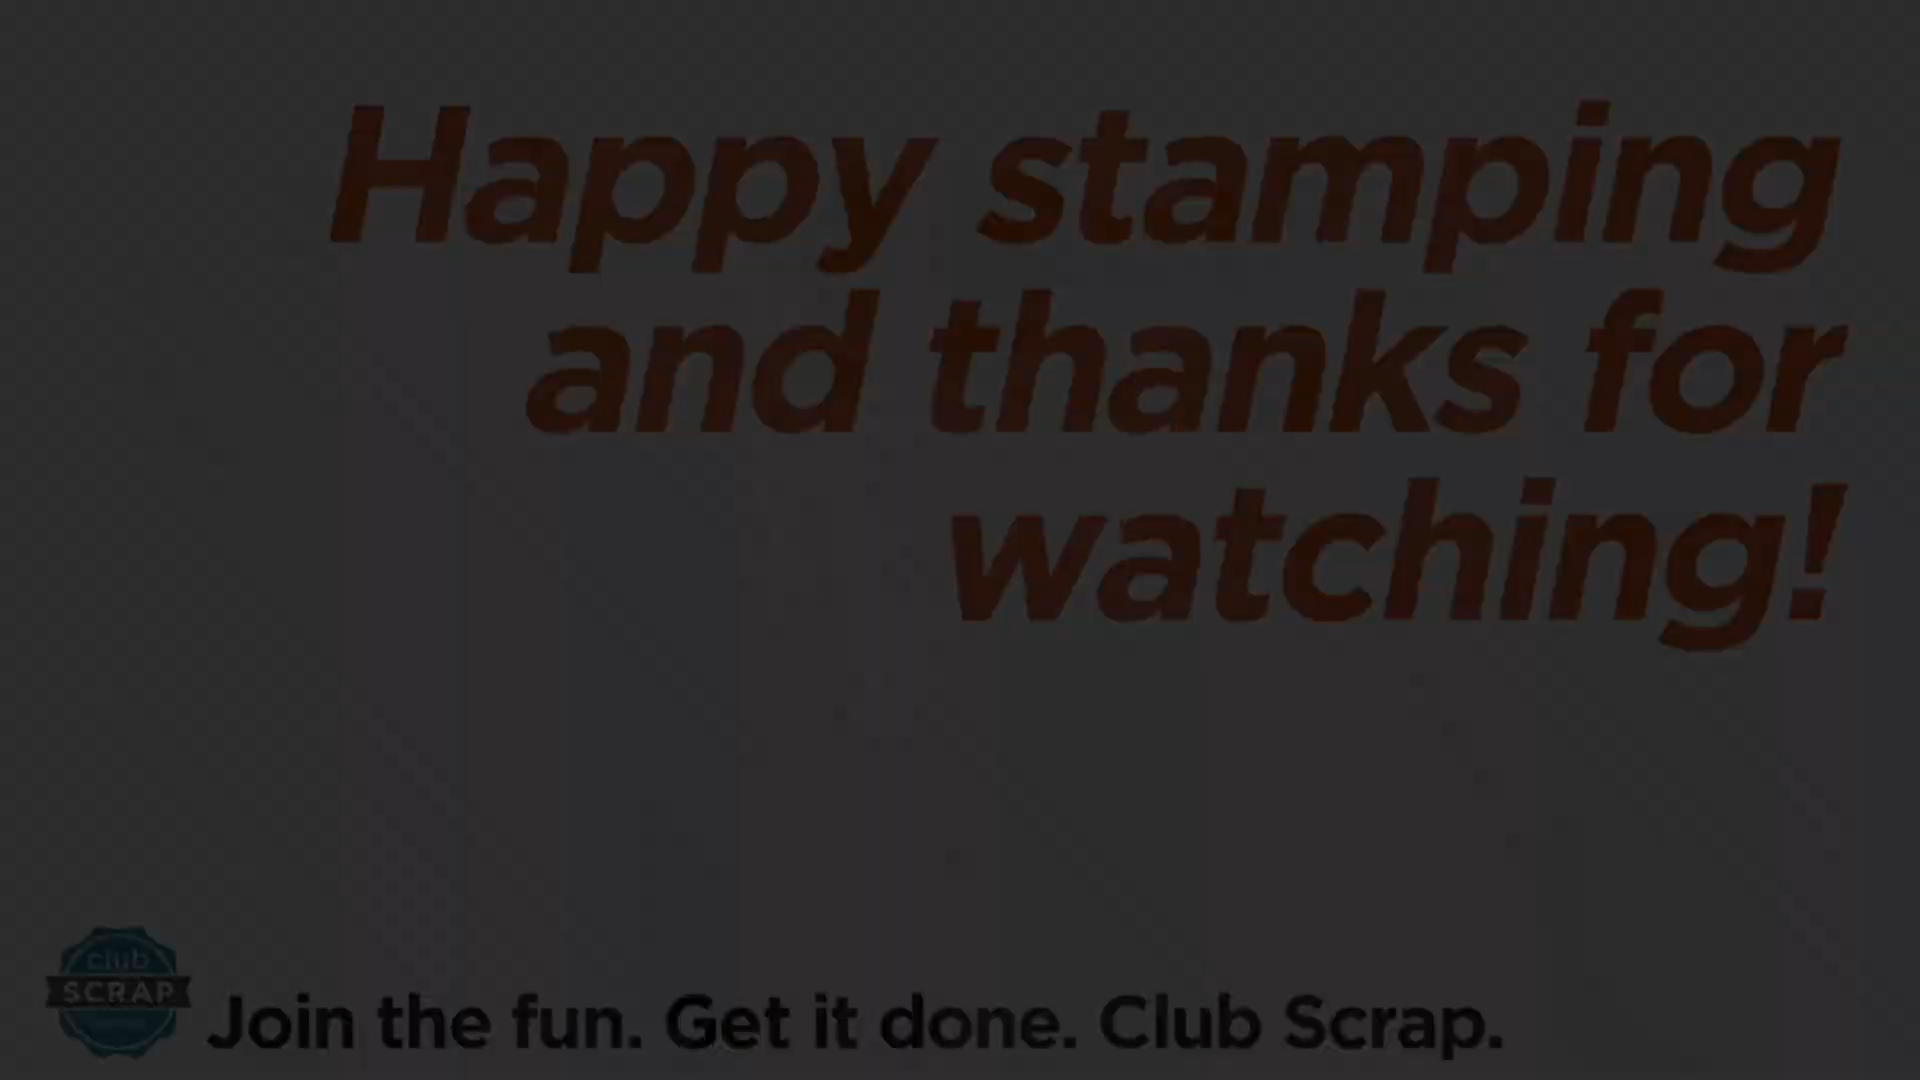 Happy stamping
and thanks for
watching!
club
SCRAP
Join the fun. Get it done. Club Scrap.